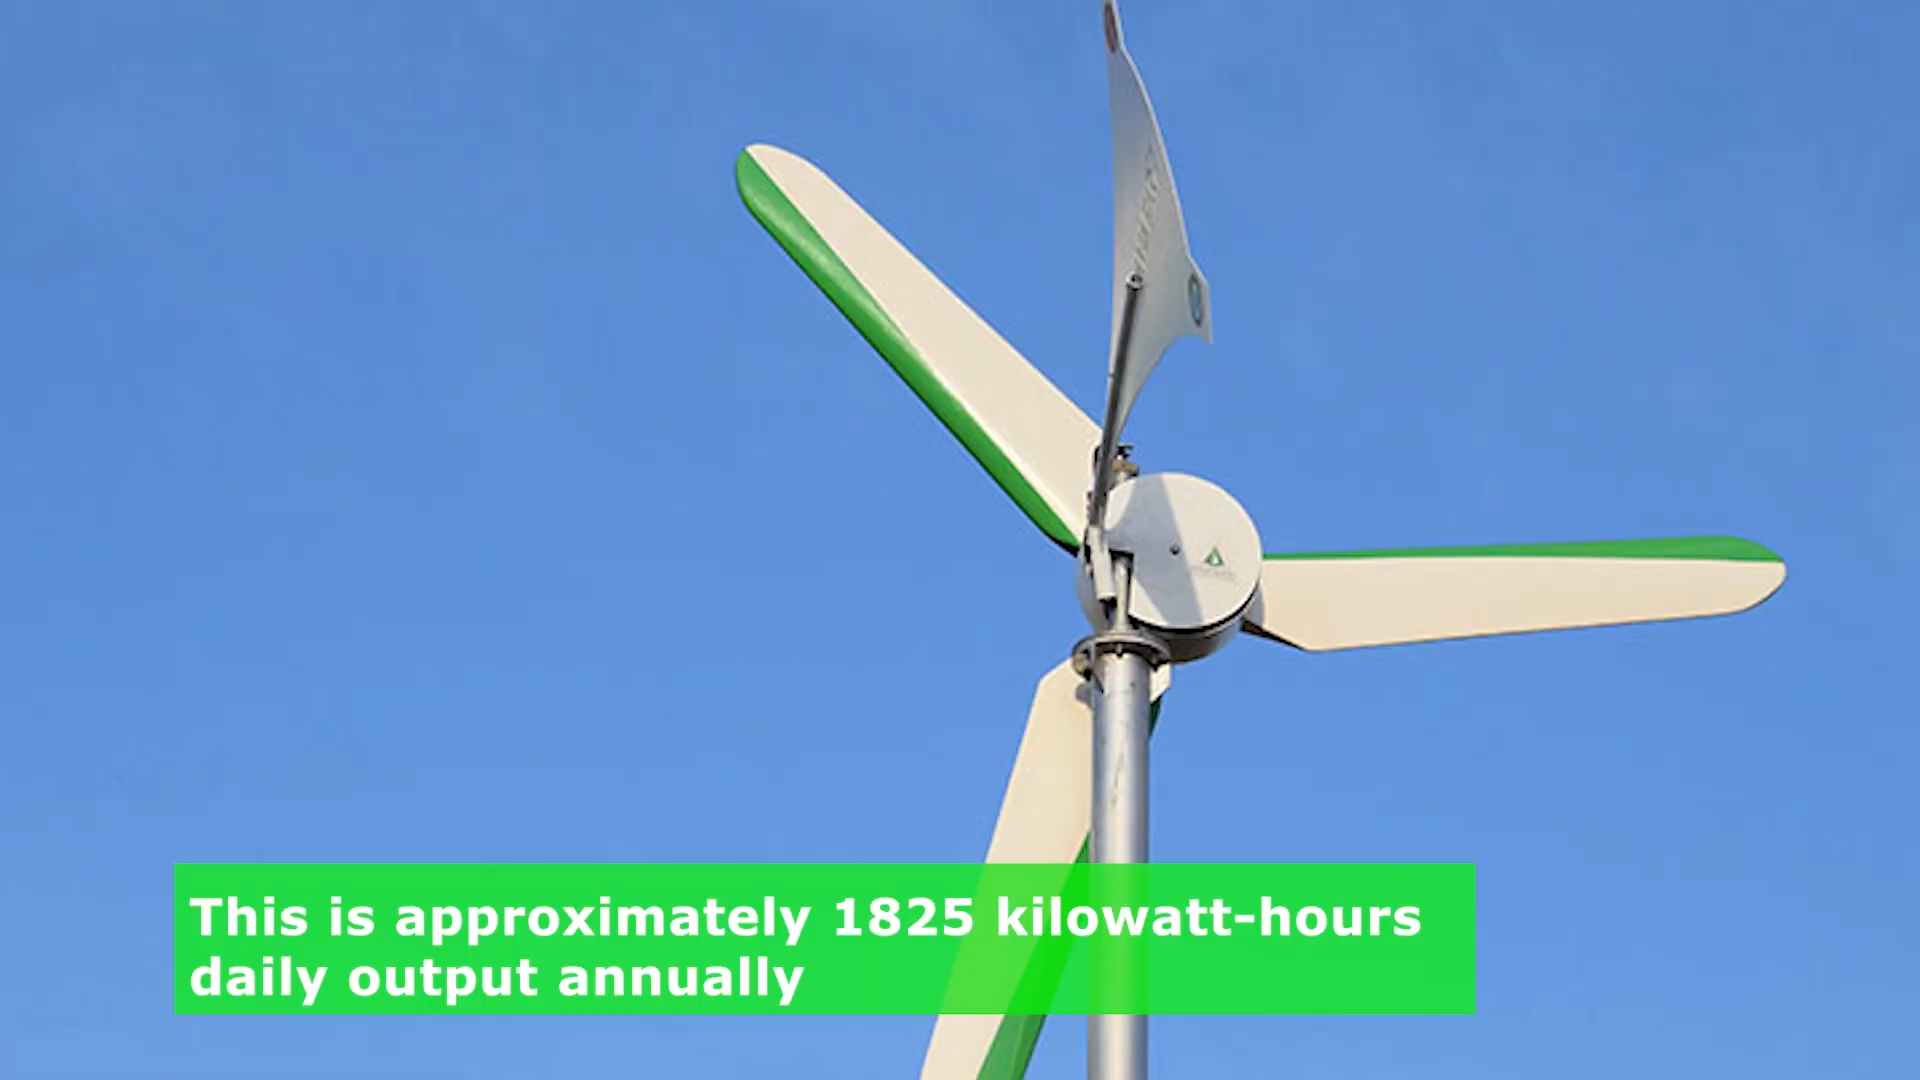 This is approximately 1825 kilowatt-hours
daily output annually